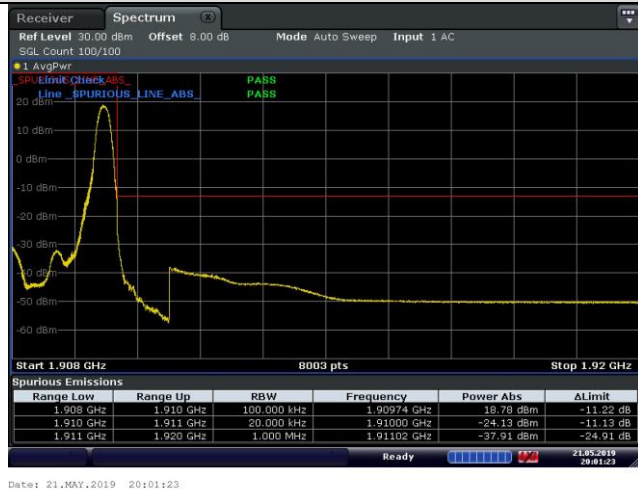 Receiver Spectrum
Ref Level 30.00 dBm Offset 8.00 dB Mode Auto Sweep Input 1 AC
SGL Count 100/100
1 AvgPwr
Limit Check PASS
Line _SPURIOUS_LINE_ABS_ PASS
20 dBm
10 dBm
0 dBm
-10 dBm
-20 dBm
-30 dBm
-40 dBm
-50 dBm
-60 dBm
Start 1.908 GHz 8003 pts Stop 1.92 GHz
Spurious Emissions
Range Low Range Up RBW Frequency Power Abs ΔLimit
1.908 GHz 1.910 GHz 100.000 kHz 1.90974 GHz 18.78 dBm -11.22 dB
1.910 GHz 1.911 GHz 20.000 kHz 1.91000 GHz -24.13 dBm -11.13 dB
1.911 GHz 1.920 GHz 1.000 MHz 1.91102 GHz -37.91 dBm -24.91 dB
Ready 21.05.2019
20:01:23
Date: 21.MAY.2019 20:01:23